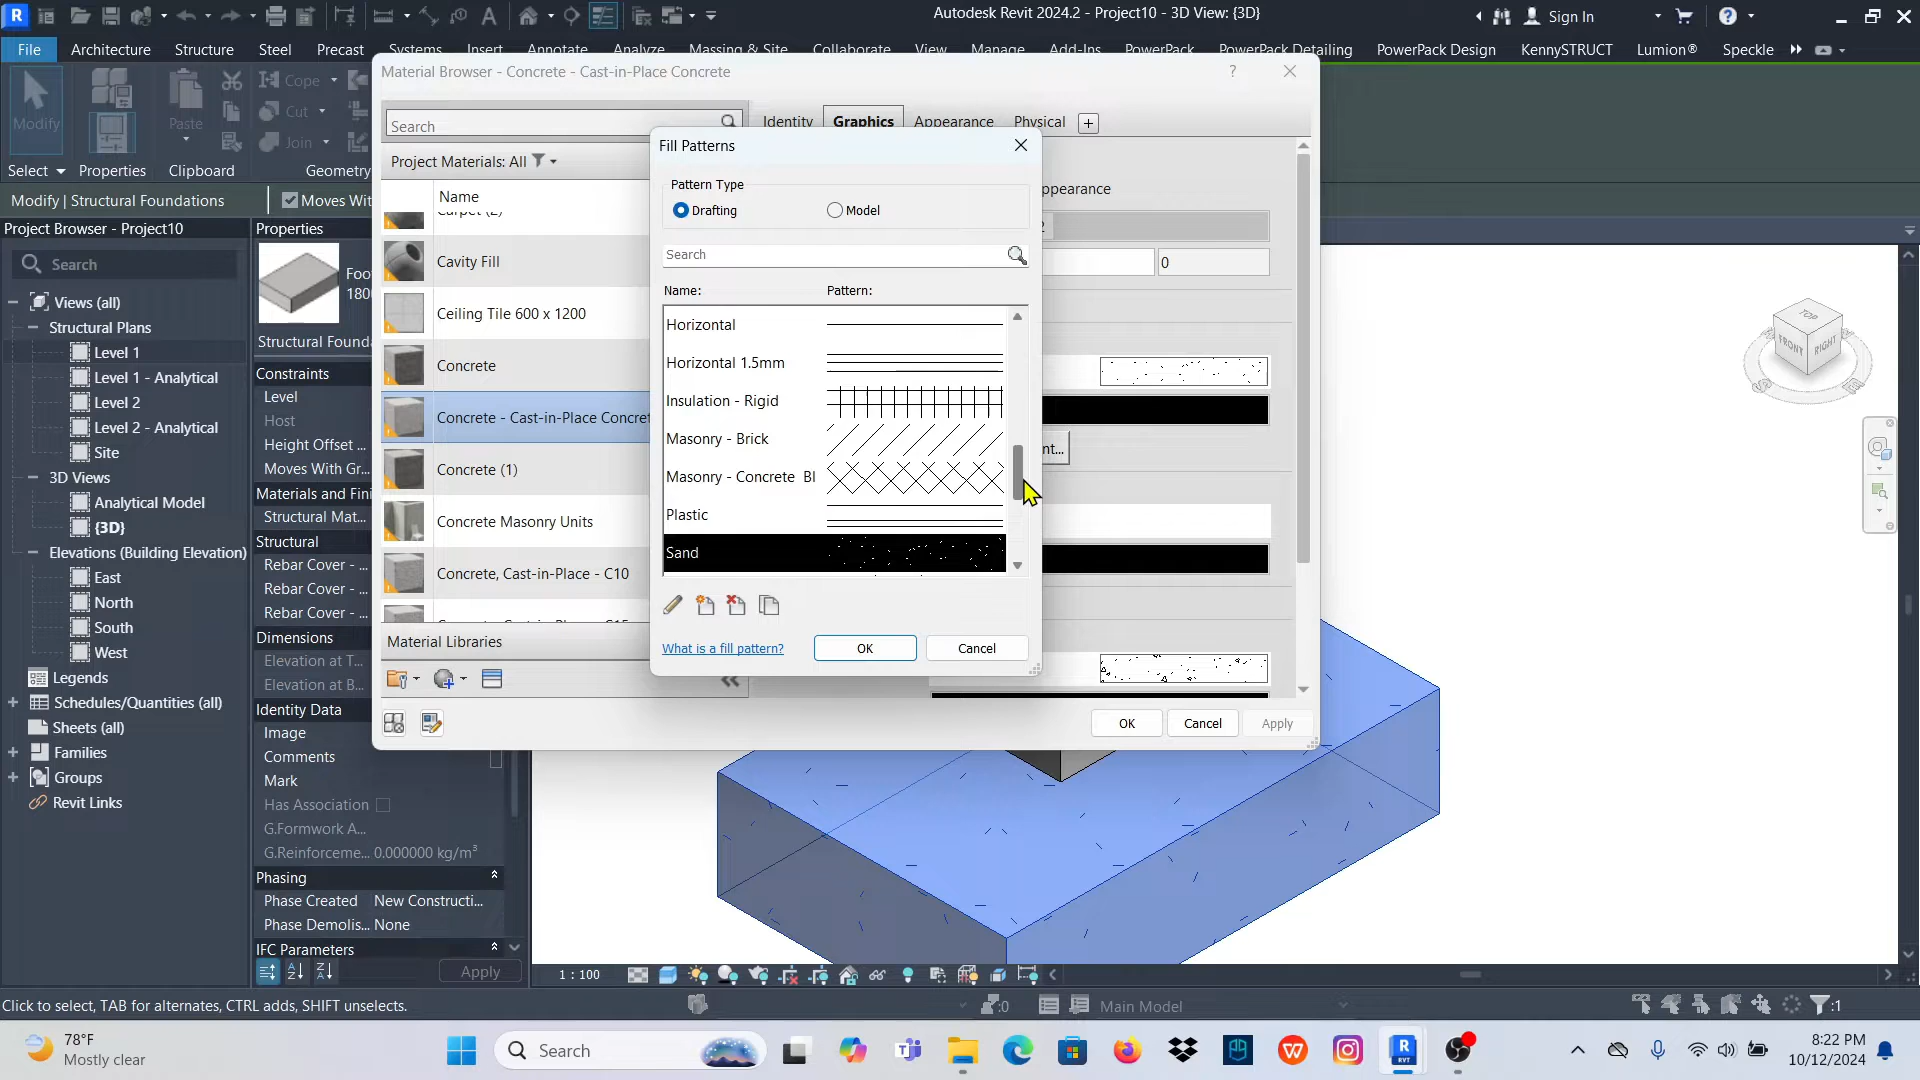 Autodesk Revit 2024.2 - Project10 - 3D View: {3D}
Sign In
File Architecture Structure Steel Precast Systems Insert Annotate Analyze Massing & Site Collaborate View Manage Add-Ins PowerPack PowerPack Detailing PowerPack Design KennySTRUCT Lumion® Speckle
Modify
Paste
Cope
Cut
Join
Select Properties Clipboard Geometry
Modify | Structural Foundations
Moves Wit
Project Browser - Project10
Search
Views (all)
Structural Plans
Level 1
Level 1 - Analytical
Level 2
Level 2 - Analytical
Site
3D Views
Analytical Model
{3D}
Elevations (Building Elevation)
East
North
South
West
Legends
Schedules/Quantities (all)
Sheets (all)
Families
Groups
Revit Links
Properties
Foo
180
Structural Founda
Constraints
Level
Host
Height Offset ...
Moves With Gr...
Materials and Fini
Structural Mat...
Structural
Rebar Cover - ...
Rebar Cover - ...
Rebar Cover - ...
Dimensions
Elevation at T...
Elevation at B...
Identity Data
Image
Comments
Mark
Has Association
G.Formwork A...
G.Reinforceme... 0.000000 kg/m³
Phasing
Phase Created New Constructi...
Phase Demolis... None
IFC Parameters
Apply
Material Browser - Concrete - Cast-in-Place Concrete
?
Search
Project Materials: All
Name
Carpet (2)
Cavity Fill
Ceiling Tile 600 x 1200
Concrete
Concrete - Cast-in-Place Concret
Concrete (1)
Concrete Masonry Units
Concrete, Cast-in-Place - C10
Material Libraries
Identity Graphics Appearance Physical +
ppearance
2
0
nt...
OK Cancel Apply
Fill Patterns
Pattern Type
Drafting Model
Search
Name: Pattern:
Horizontal
Horizontal 1.5mm
Insulation - Rigid
Masonry - Brick
Masonry - Concrete Bl
Plastic
Sand
What is a fill pattern? OK Cancel
TOP
FRONT
RIGHT
S
E
1 : 100
Click to select, TAB for alternates, CTRL adds, SHIFT unselects.
:0
Main Model
:1
78°F
Mostly clear
Search
8:22 PM
10/12/2024